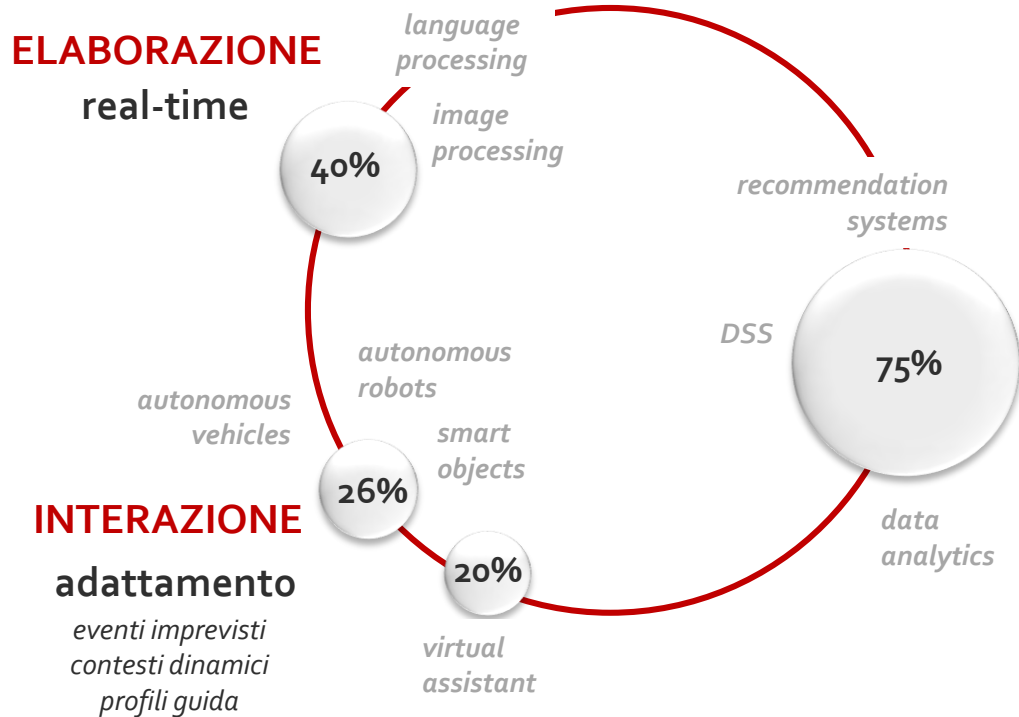 ELABORAZIONE
real-time
language
processing
image
processing
40%
recommendation
systems
DSS
75%
data
analytics
autonomous
robots
autonomous
vehicles
smart
objects
26%
INTERAZIONE
adattamento
eventi imprevisti
contesti dinamici
profili guida
20%
virtual
assistant